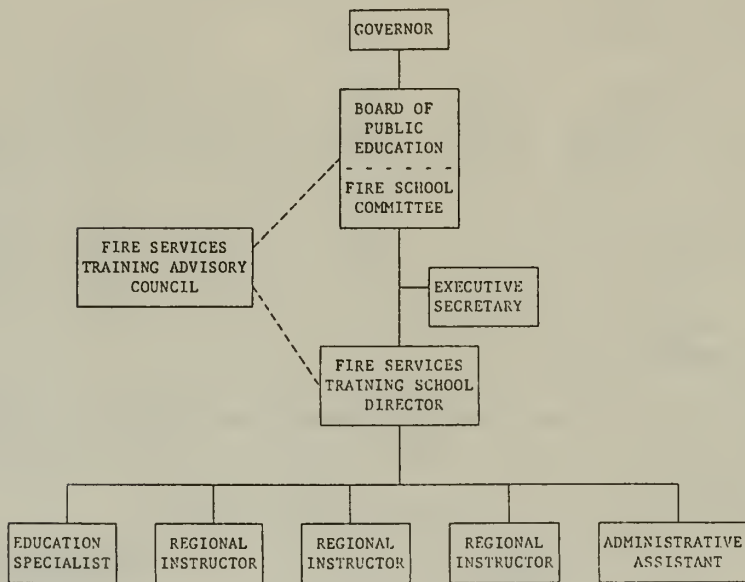 GOVERNOR
BOARD OF
PUBLIC
EDUCATION
FIRE SCHOOL
COMMITTEE
FIRE SERVICES
TRAINING ADVISORY
COUNCIL
EXECUTIVE
SECRETARY
FIRE SERVICES
TRAINING SCHOOL
DIRECTOR
EDUCATION
SPECIALIST
REGIONAL
INSTRUCTOR
REGIONAL
INSTRUCTOR
REGIONAL
INSTRUCTOR
ADMINISTRATIVE
ASSISTANT